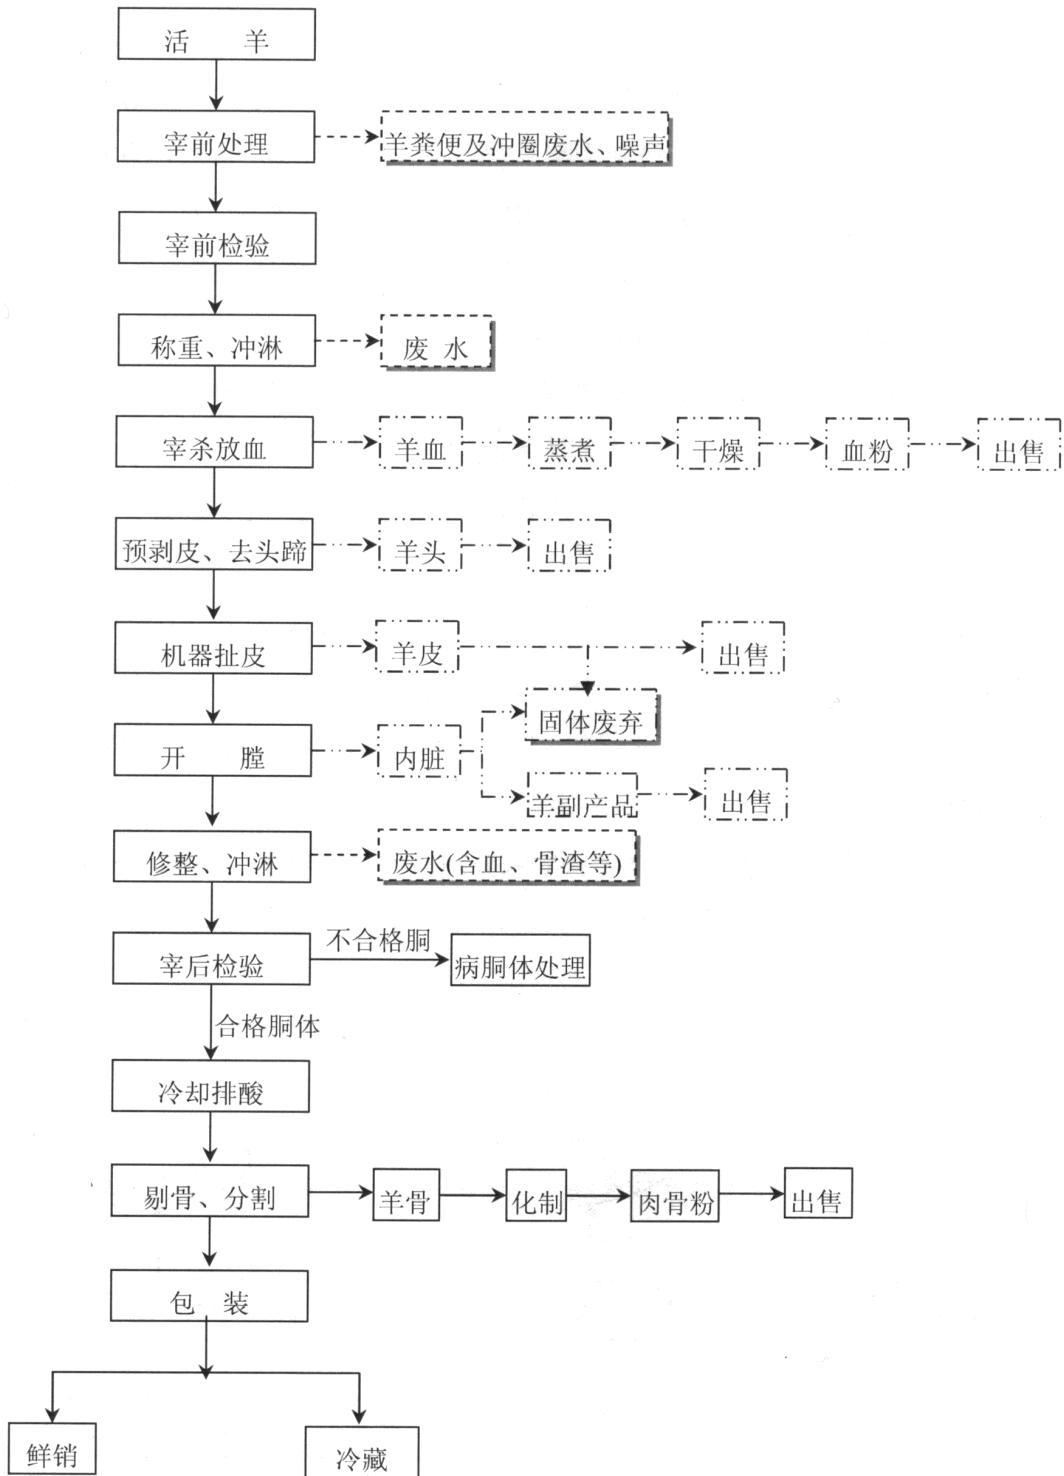 活 羊
宰前处理
羊粪便及冲圈废水、噪声
宰前检验
称重、冲淋
废 水
宰杀放血
羊血
蒸煮
干燥
血粉
出售
预剥皮、去头蹄
羊头
出售
机器扯皮
羊皮
出售
固体废弃
开 膛
内脏
羊副产品
出售
修整、冲淋
废水(含血、骨渣等)
宰后检验
不合格胴
病胴体处理
合格胴体
冷却排酸
剔骨、分割
羊骨
化制
肉骨粉
出售
包 装
鲜销
冷藏